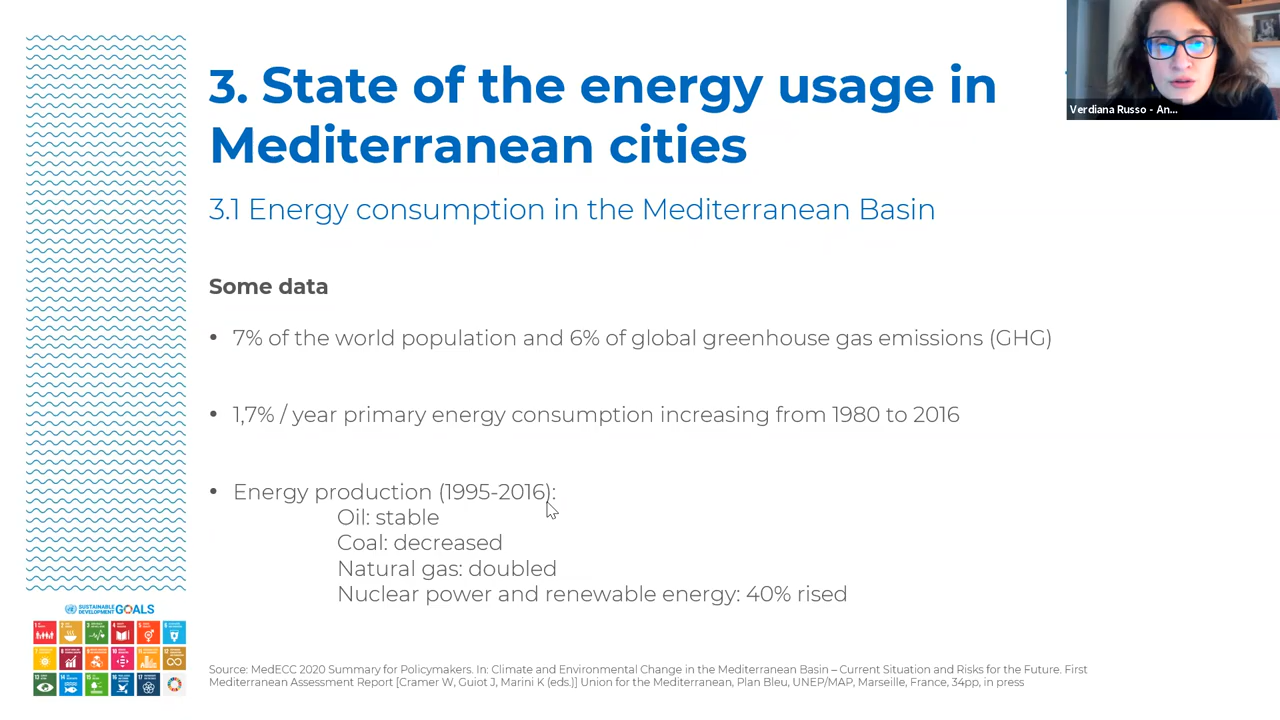 3. State of the energy usage in
Mediterranean cities
Verdiana Russo - An...
3.1 Energy consumption in the Mediterranean Basin
Some data
• 7% of the world population and 6% of global greenhouse gas emissions (GHG)
• 1,7% / year primary energy consumption increasing from 1980 to 2016
• Energy production (1995-2016):
Oil: stable
Coal: decreased
Natural gas: doubled
Nuclear power and renewable energy: 40% rised
SUSTAINABLE DEVELOPMENT GOALS
Source: MedECC 2020 Summary for Policymakers. In: Climate and Environmental Change in the Mediterranean Basin – Current Situation and Risks for the Future. First
Mediterranean Assessment Report [Cramer W, Guiot J, Marini K (eds.)] Union for the Mediterranean, Plan Bleu, UNEP/MAP, Marseille, France, 34pp, in press